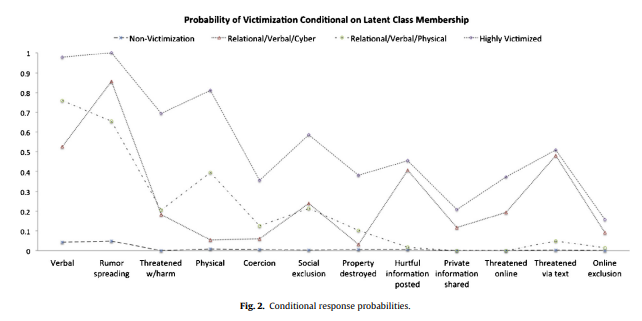 Probability of Victimization Conditional on Latent Class Membership
Non-Victimization Relational/Verbal/Cyber Relational/Verbal/Physical Highly Victimized
1
0.9
0.8
0.7
0.6
0.5
0.4
0.3
0.2
0.1
0
Verbal Rumor Threatened Physical Coercion Social Property Hurtful Private Threatened Threatened Online
spreading w/harm exclusion destroyed information information online via text exclusion
posted shared
Fig. 2. Conditional response probabilities.